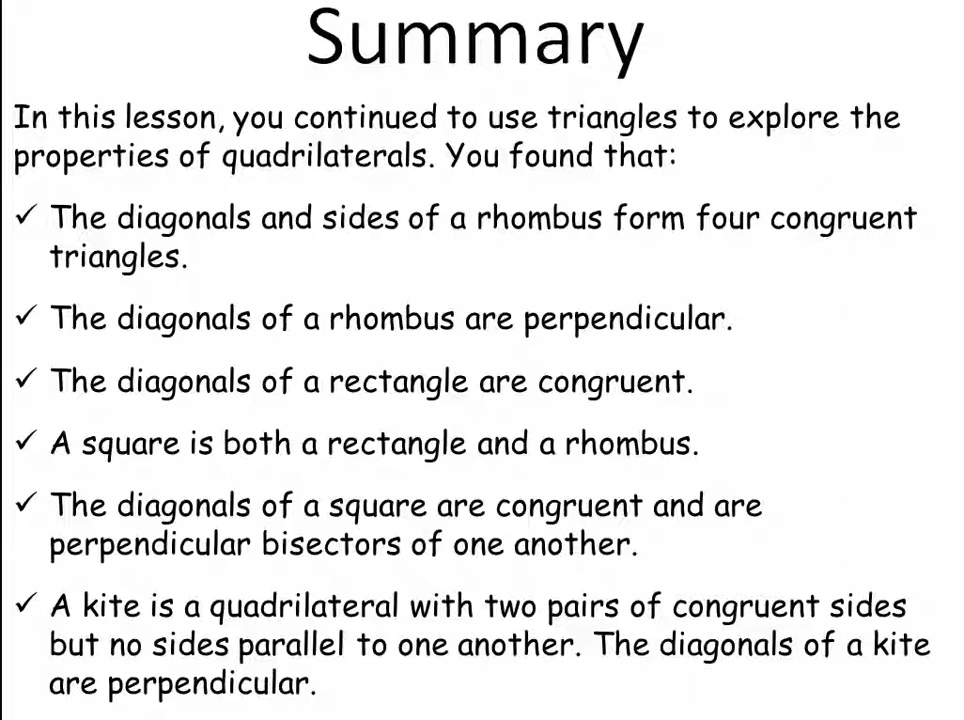 Summary
In this lesson, you continued to use triangles to explore the
properties of quadrilaterals. You found that:
✓ The diagonals and sides of a rhombus form four congruent
triangles.
✓ The diagonals of a rhombus are perpendicular.
✓ The diagonals of a rectangle are congruent.
✓ A square is both a rectangle and a rhombus.
✓ The diagonals of a square are congruent and are
perpendicular bisectors of one another.
✓ A kite is a quadrilateral with two pairs of congruent sides
but no sides parallel to one another. The diagonals of a kite
are perpendicular.